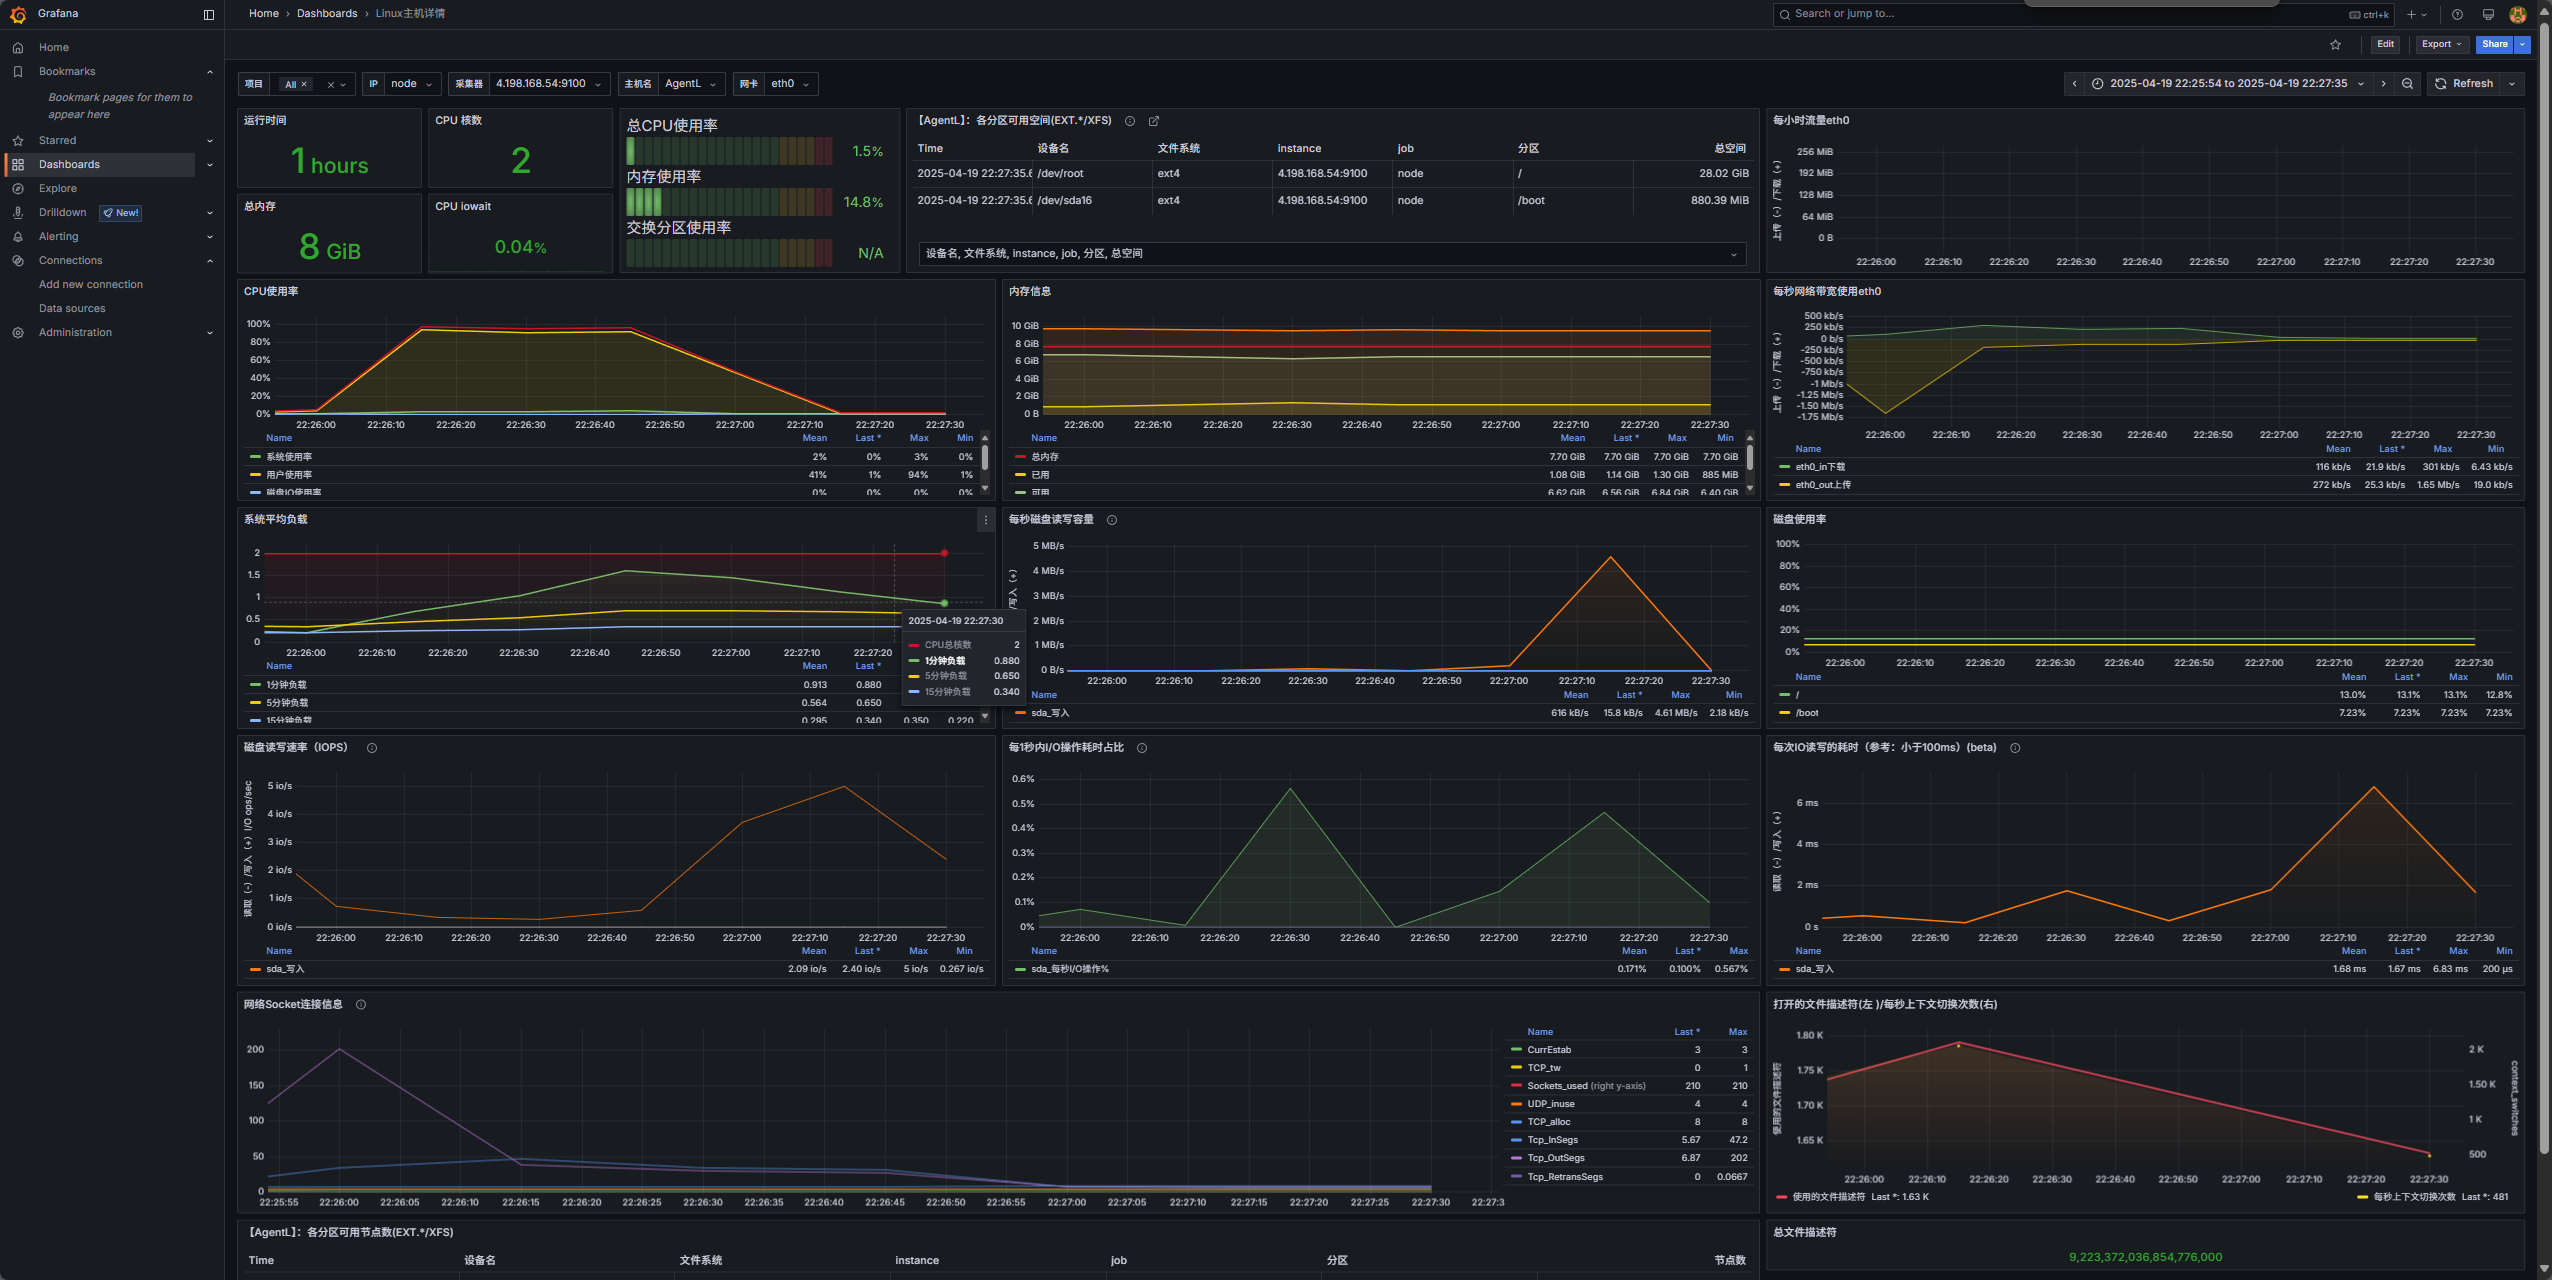 Grafana
Home › Dashboards › Linux主机详情
Search or jump to...
ctrl+k
Home
Bookmarks
Bookmark pages for them to
appear here
Starred
Dashboards
Explore
Drilldown New!
Alerting
Connections
Add new connection
Data sources
Administration
Edit
Export
Share
项目 All × ×
IP node
采集器 4.198.168.54:9100
主机名 AgentL
网卡 eth0
2025-04-19 22:25:54 to 2025-04-19 22:27:35
Refresh
运行时间
1 hours
CPU 核数
2
总内存
8 GiB
CPU iowait
0.04%
总CPU使用率
1.5%
内存使用率
14.8%
交换分区使用率
N/A
【AgentL】：各分区可用空间(EXT.*/XFS)
Time 设备名 文件系统 instance job 分区 总空间
2025-04-19 22:27:35.6 /dev/root ext4 4.198.168.54:9100 node / 28.02 GiB
2025-04-19 22:27:35.6 /dev/sda16 ext4 4.198.168.54:9100 node /boot 880.39 MiB
设备名, 文件系统, instance, job, 分区, 总空间
每小时流量eth0
上传（-）/下载（+）
256 MiB
192 MiB
128 MiB
64 MiB
0 B
22:26:00 22:26:10 22:26:20 22:26:30 22:26:40 22:26:50 22:27:00 22:27:10 22:27:20 22:27:30
CPU使用率
100%
80%
60%
40%
20%
0%
22:26:00 22:26:10 22:26:20 22:26:30 22:26:40 22:26:50 22:27:00 22:27:10 22:27:20 22:27:30
Name Mean Last * Max Min
系统使用率 2% 0% 3% 0%
用户使用率 41% 1% 94% 1%
磁盘IO使用率 0% 0% 0% 0%
内存信息
10 GiB
8 GiB
6 GiB
4 GiB
2 GiB
0 B
22:26:00 22:26:10 22:26:20 22:26:30 22:26:40 22:26:50 22:27:00 22:27:10 22:27:20 22:27:30
Name Mean Last * Max Min
总内存 7.70 GiB 7.70 GiB 7.70 GiB 7.70 GiB
已用 1.08 GiB 1.14 GiB 1.30 GiB 885 MiB
可用 6.62 GiB 6.56 GiB 6.84 GiB 6.40 GiB
每秒网络带宽使用eth0
上传（-）/下载（+）
500 kb/s
250 kb/s
0 b/s
-250 kb/s
-500 kb/s
-750 kb/s
-1 Mb/s
-1.25 Mb/s
-1.50 Mb/s
-1.75 Mb/s
22:26:00 22:26:10 22:26:20 22:26:30 22:26:40 22:26:50 22:27:00 22:27:10 22:27:20 22:27:30
Name Mean Last * Max Min
eth0_in下载 116 kb/s 21.9 kb/s 301 kb/s 6.43 kb/s
eth0_out上传 272 kb/s 25.3 kb/s 1.65 Mb/s 19.0 kb/s
系统平均负载
2
1.5
1
0.5
0
22:26:00 22:26:10 22:26:20 22:26:30 22:26:40 22:26:50 22:27:00 22:27:10 22:27:20
Name Mean Last *
1分钟负载 0.913 0.880
5分钟负载 0.564 0.650
15分钟负载 0.295 0.340 0.350 0.220
2025-04-19 22:27:30
CPU总核数 2
1分钟负载 0.880
5分钟负载 0.650
15分钟负载 0.340
每秒磁盘读写容量
/写入（+）
5 MB/s
4 MB/s
3 MB/s
2 MB/s
1 MB/s
0 B/s
22:26:00 22:26:10 22:26:20 22:26:30 22:26:40 22:26:50 22:27:00 22:27:10 22:27:20 22:27:30
Name Mean Last * Max Min
sda_写入 616 kB/s 15.8 kB/s 4.61 MB/s 2.18 kB/s
磁盘使用率
100%
80%
60%
40%
20%
0%
22:26:00 22:26:10 22:26:20 22:26:30 22:26:40 22:26:50 22:27:00 22:27:10 22:27:20 22:27:30
Name Mean Last * Max Min
/ 13.0% 13.1% 13.1% 12.8%
/boot 7.23% 7.23% 7.23% 7.23%
磁盘读写速率（IOPS）
读取（-）/写入（+）I/O ops/sec
5 io/s
4 io/s
3 io/s
2 io/s
1 io/s
0 io/s
22:26:00 22:26:10 22:26:20 22:26:30 22:26:40 22:26:50 22:27:00 22:27:10 22:27:20 22:27:30
Name Mean Last * Max Min
sda_写入 2.09 io/s 2.40 io/s 5 io/s 0.267 io/s
每1秒内I/O操作耗时占比
0.6%
0.5%
0.4%
0.3%
0.2%
0.1%
0%
22:26:00 22:26:10 22:26:20 22:26:30 22:26:40 22:26:50 22:27:00 22:27:10 22:27:20 22:27:30
Name Mean Last * Max
sda_每秒I/O操作% 0.171% 0.100% 0.567%
每次IO读写的耗时（参考：小于100ms）(beta)
读取（-）/写入（+）
6 ms
4 ms
2 ms
0 s
22:26:00 22:26:10 22:26:20 22:26:30 22:26:40 22:26:50 22:27:00 22:27:10 22:27:20 22:27:30
Name Mean Last * Max Min
sda_写入 1.68 ms 1.67 ms 6.83 ms 200 µs
网络Socket连接信息
200
150
100
50
0
22:25:55 22:26:00 22:26:05 22:26:10 22:26:15 22:26:20 22:26:25 22:26:30 22:26:35 22:26:40 22:26:45 22:26:50 22:26:55 22:27:00 22:27:05 22:27:10 22:27:15 22:27:20 22:27:25 22:27:30 22:27:3
Name Last * Max
CurrEstab 3 3
TCP_tw 0 1
Sockets_used (right y-axis) 210 210
UDP_inuse 4 4
TCP_alloc 8 8
Tcp_InSegs 5.67 47.2
Tcp_OutSegs 6.87 202
Tcp_RetransSegs 0 0.0667
打开的文件描述符(左 )/每秒上下文切换次数(右)
使用的文件描述符
1.80 K
1.75 K
1.70 K
1.65 K
2 K
1.50 K
1 K
500
context_switches
22:26:00 22:26:10 22:26:20 22:26:30 22:26:40 22:26:50 22:27:00 22:27:10 22:27:20 22:27:30
使用的文件描述符 Last *: 1.63 K
每秒上下文切换次数 Last *: 481
【AgentL】：各分区可用节点数(EXT.*/XFS)
Time 设备名 文件系统 instance job 分区 节点数
总文件描述符
9,223,372,036,854,776,000